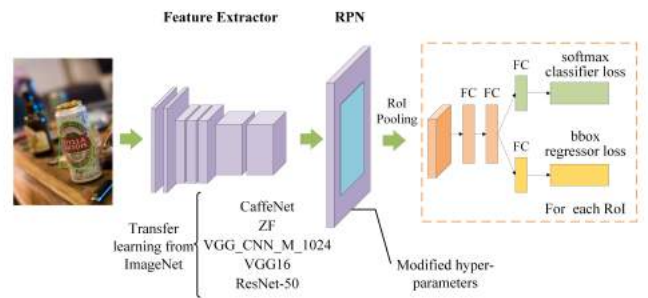 Feature Extractor
RPN
RoI
Pooling
FC FC
FC
softmax
classifier loss
FC
bbox
regressor loss
For each RoI
Transfer
learning from
ImageNet
CaffeNet
ZF
VGG_CNN_M_1024
VGG16
ResNet-50
Modified hyper-
parameters